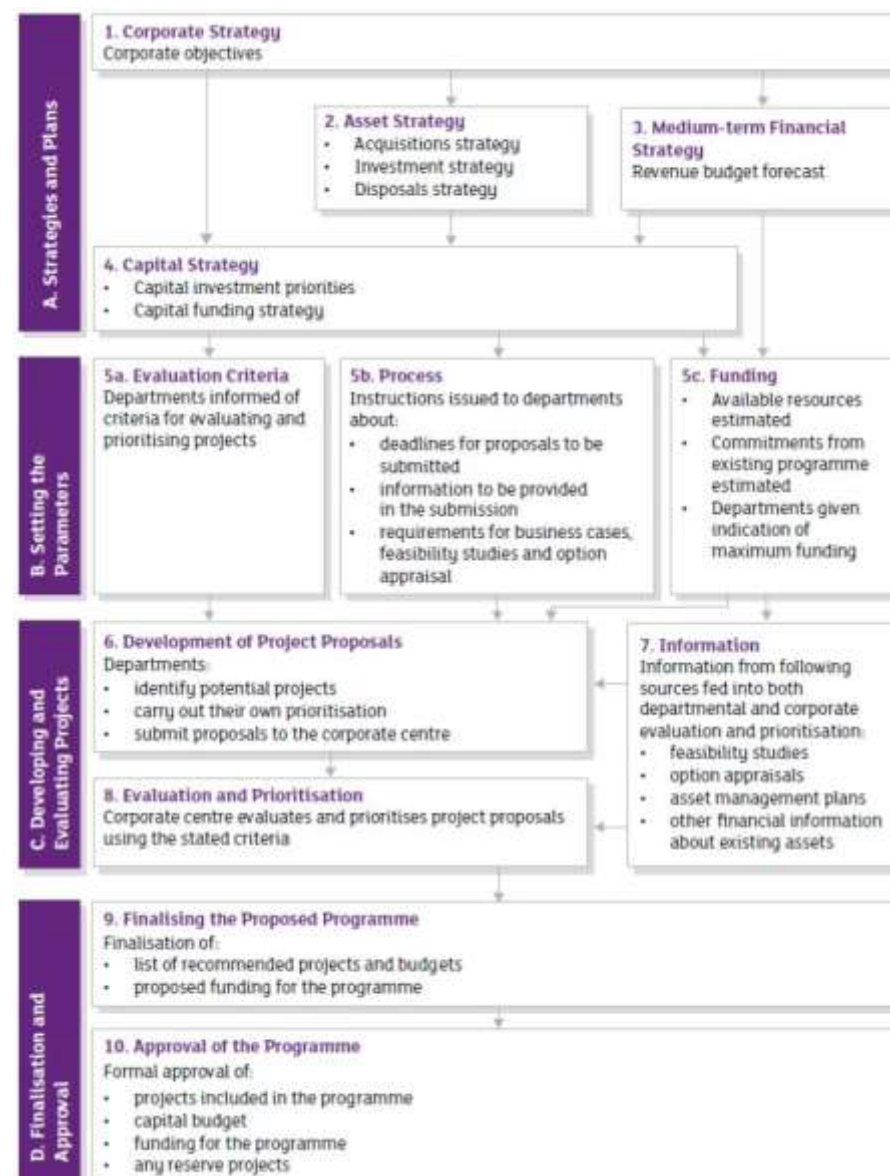 A. Strategies and Plans
1. Corporate Strategy
Corporate objectives
2. Asset Strategy
• Acquisitions strategy
• Investment strategy
• Disposals strategy
3. Medium-term Financial
Strategy
Revenue budget forecast
4. Capital Strategy
• Capital investment priorities
• Capital funding strategy
B. Setting the
Parameters
5a. Evaluation Criteria
Departments informed of
criteria for evaluating and
prioritising projects
5b. Process
Instructions issued to departments
about:
• deadlines for proposals to be
submitted
• information to be provided
in the submission
• requirements for business cases,
feasibility studies and option
appraisal
5c. Funding
• Available resources
estimated
• Commitments from
existing programme
estimated
• Departments given
indication of
maximum funding
C. Developing and
Evaluating Projects
6. Development of Project Proposals
Departments:
• identify potential projects
• carry out their own prioritisation
• submit proposals to the corporate centre
7. Information
Information from following
sources fed into both
departmental and corporate
evaluation and prioritisation:
• feasibility studies
• option appraisals
• asset management plans
• other financial information
about existing assets
8. Evaluation and Prioritisation
Corporate centre evaluates and prioritises project proposals
using the stated criteria
D. Finalisation and
Approval
9. Finalising the Proposed Programme
Finalisation of:
• list of recommended projects and budgets
• proposed funding for the programme
10. Approval of the Programme
Formal approval of:
• projects included in the programme
• capital budget
• funding for the programme
• any reserve projects